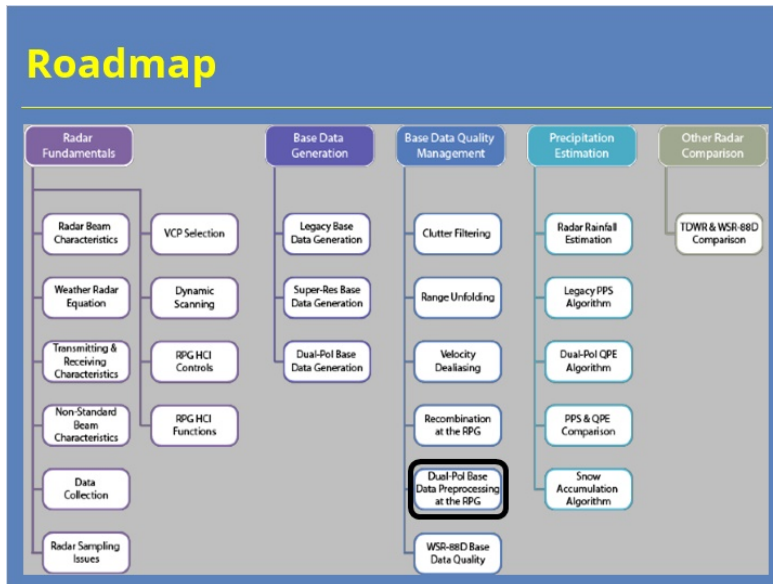 Roadmap
Radar
Fundamentals
Radar Beam
Characteristics
Weather Radar
Equation
Transmitting &
Receiving
Characteristics
Non-Standard
Beam
Characteristics
Data
Collection
Radar Sampling
Issues
VCP Selection
Dynamic
Scanning
RPG HCI
Controls
RPG HCI
Functions
Base Data
Generation
Legacy Base
Data Generation
Super-Res Base
Data Generation
Dual-Pol Base
Data Generation
Base Data Quality
Management
Clutter Filtering
Range Unfolding
Velocity
Dealiasing
Recombination
at the RPG
Dual-Pol Base
Data Preprocessing
at the RPG
WSR-88D Base
Data Quality
Precipitation
Estimation
Radar Rainfall
Estimation
Legacy PPS
Algorithm
Dual-Pol QPE
Algorithm
PPS & QPE
Comparison
Snow
Accumulation
Algorithm
Other Radar
Comparison
TDWR & WSR-88D
Comparison